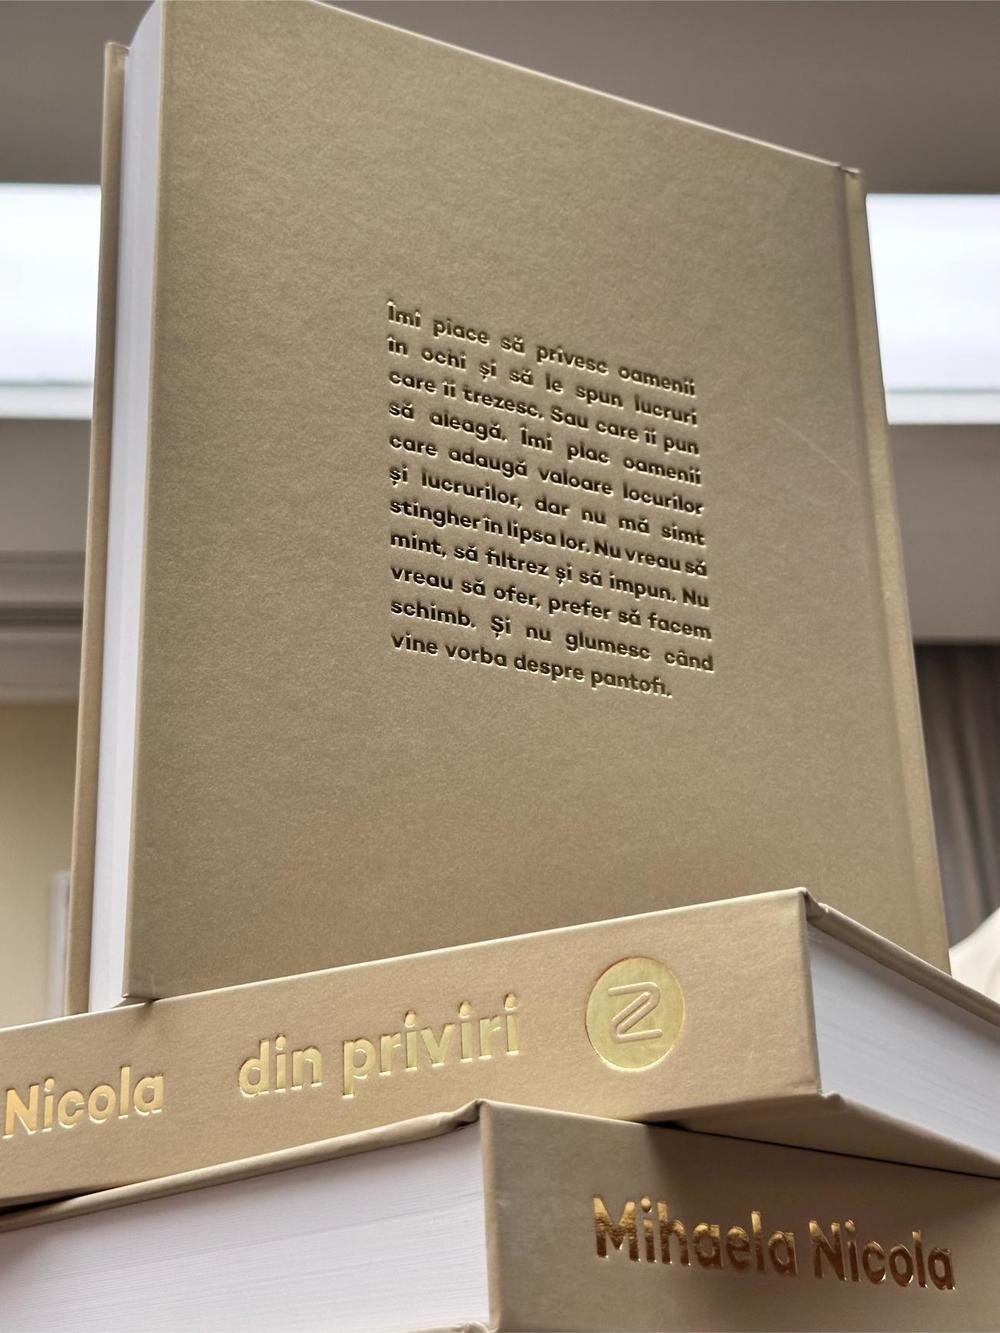 Îmi place să privesc oamenii
în ochi și să le spun lucruri
care îi trezesc. Sau care îi pun
să aleagă. Îmi plac oamenii
care adaugă valoare locurilor
și lucrurilor, dar nu mă simt
stingher în lipsa lor. Nu vreau să
mint, să filtrez și să impun. Nu
vreau să ofer, prefer să facem
schimb. Și nu glumesc când
vine vorba despre pantofi.
Nicola din priviri
Mihaela Nicola